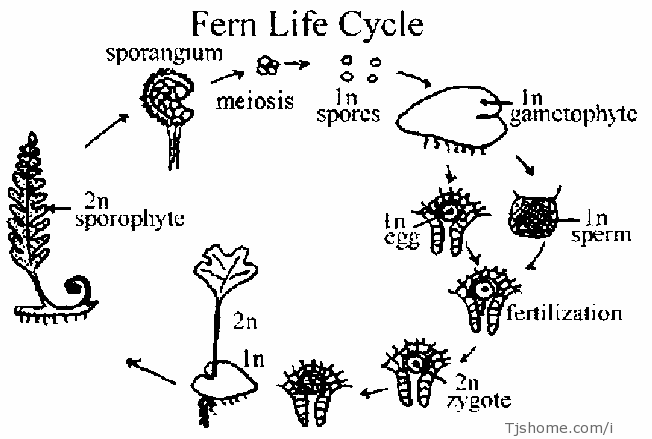 Fern Life Cycle
sporangium
meiosis
1n
spores
1n
gametophyte
2n
sporophyte
1n
egg
1n
sperm
fertilization
2n
zygote
2n
1n
Tjshome.com/i